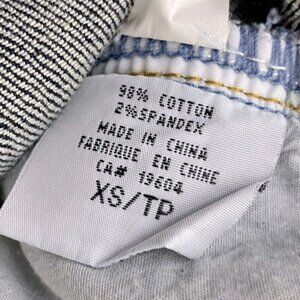 98% COTTON
2% SPANDEX
MADE IN CHINA
FABRIQUE EN CHINE
CA# 19604
XS/TP